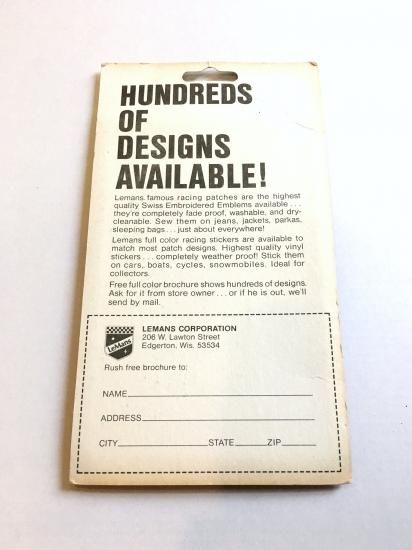 HUNDREDS
OF
DESIGNS
AVAILABLE!
Lemans famous racing patches are the highest
quality Swiss Embroidered Emblems available...
they're completely fade proof, washable, and dry-
cleanable. Sew them on jeans, jackets, parkas,
sleeping bags...just about everywhere!
Lemans full color racing stickers are available to
match most patch designs. Highest quality vinyl
stickers...completely weather proof! Stick them
on cars, boats, cycles, snowmobiles. Ideal for
collectors.
Free full color brochure shows hundreds of designs.
Ask for it from store owner...or if he is out, we'll
send by mail.
LeMans
LEMANS CORPORATION
206 W. Lawton Street
Edgerton, Wis. 53534
Rush free brochure to:
NAME
ADDRESS
CITY STATE ZIP